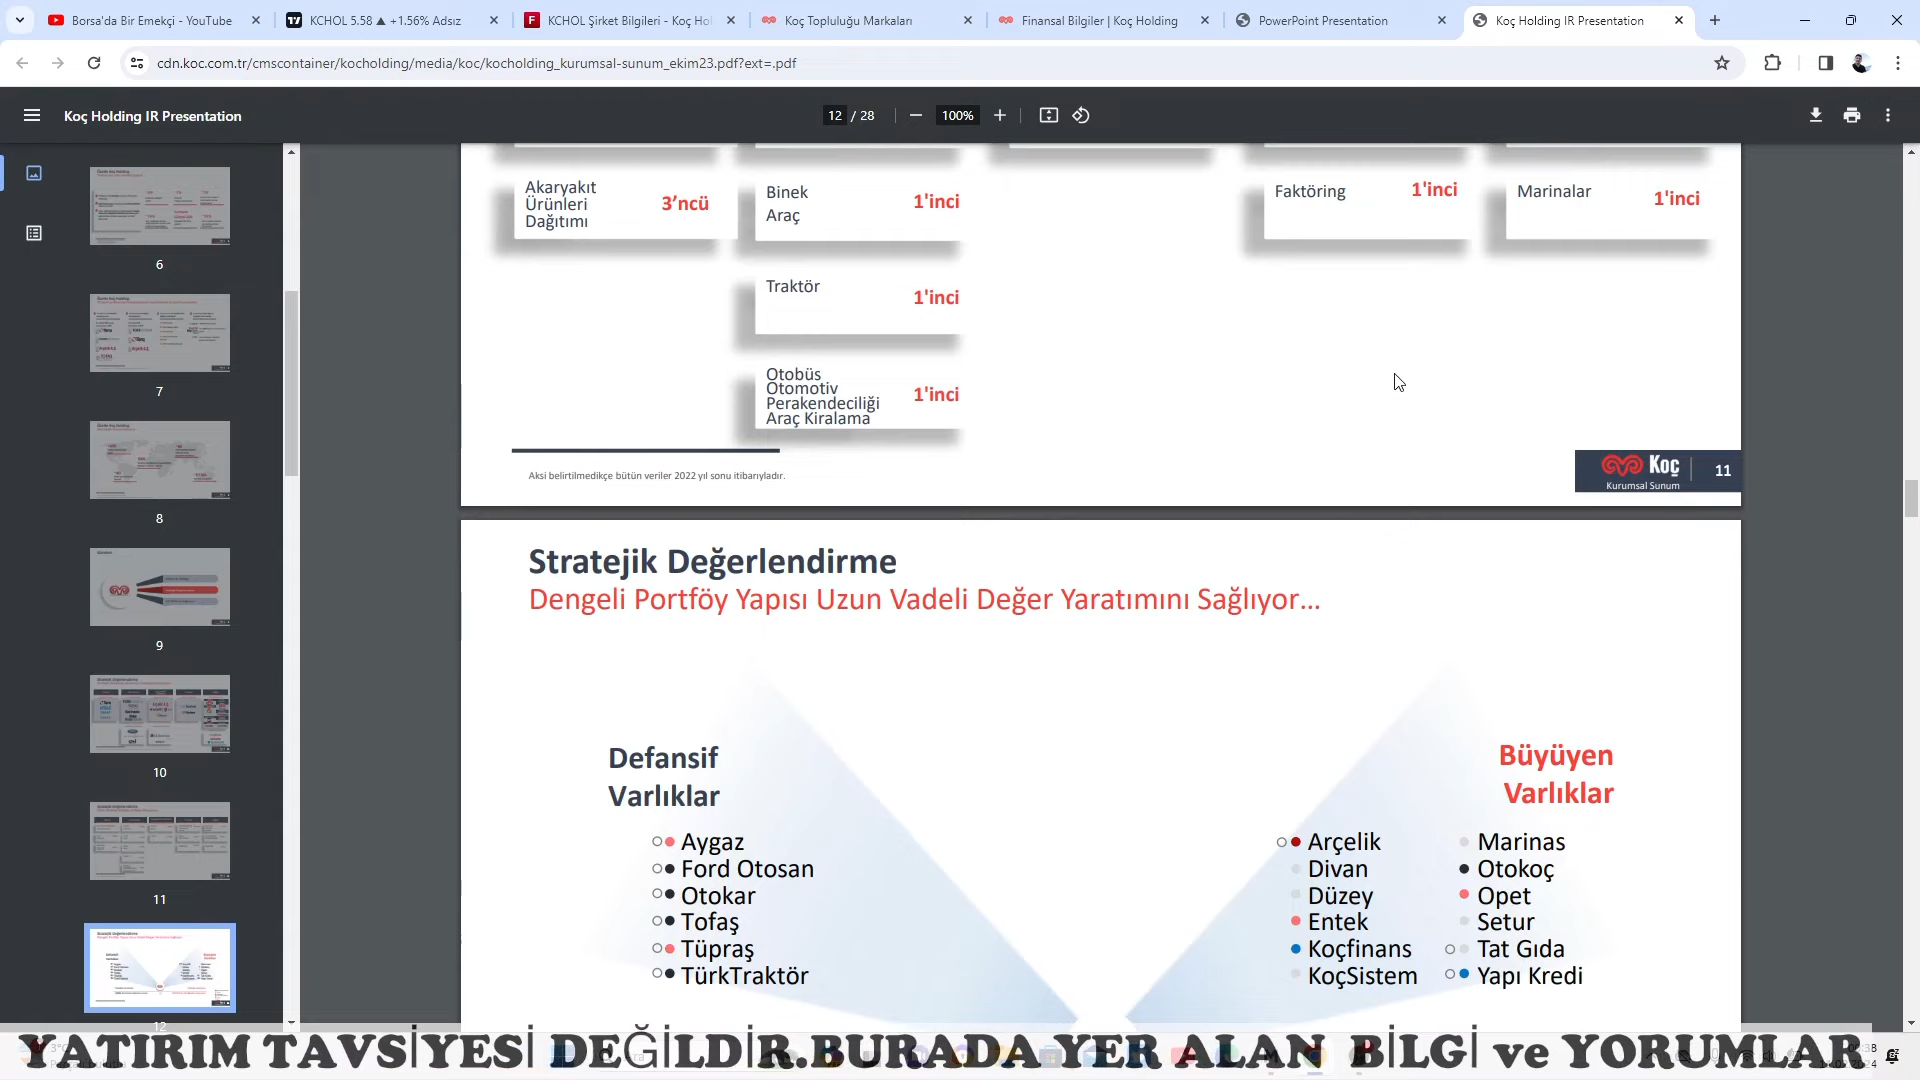 Borsa'da Bir Emekçi - YouTube
KCHOL 5.58 ▲ +1.56% Adsız
KCHOL Şirket Bilgileri - Koç Hol
Koç Topluluğu Markaları
Finansal Bilgiler | Koç Holding
PowerPoint Presentation
Koç Holding IR Presentation
cdn.koc.com.tr/cmscontainer/kocholding/media/koc/kocholding_kurumsal-sunum_ekim23.pdf?ext=.pdf
Koç Holding IR Presentation
12 / 28
100%
6
7
8
9
10
11
12
Akaryakıt
Ürünleri
Dağıtımı
3’ncü
Binek
Araç
1'inci
Faktöring
1'inci
Marinalar
1'inci
Traktör
1'inci
Otobüs
Otomotiv
Perakendeciliği
Araç Kiralama
1'inci
Aksi belirtilmedikçe bütün veriler 2022 yıl sonu itibarıyladır.
Koç
Kurumsal Sunum
11
Stratejik Değerlendirme
Dengeli Portföy Yapısı Uzun Vadeli Değer Yaratımını Sağlıyor...
Defansif
Varlıklar
Aygaz
Ford Otosan
Otokar
Tofaş
Tüpraş
TürkTraktör
Büyüyen
Varlıklar
Arçelik
Divan
Düzey
Entek
Koçfinans
KoçSistem
Marinas
Otokoç
Opet
Setur
Tat Gıda
Yapı Kredi
YATIRIM TAVSİYESİ DEĞİLDİR.BURADA YER ALAN BİLGİ ve YORUMLAR